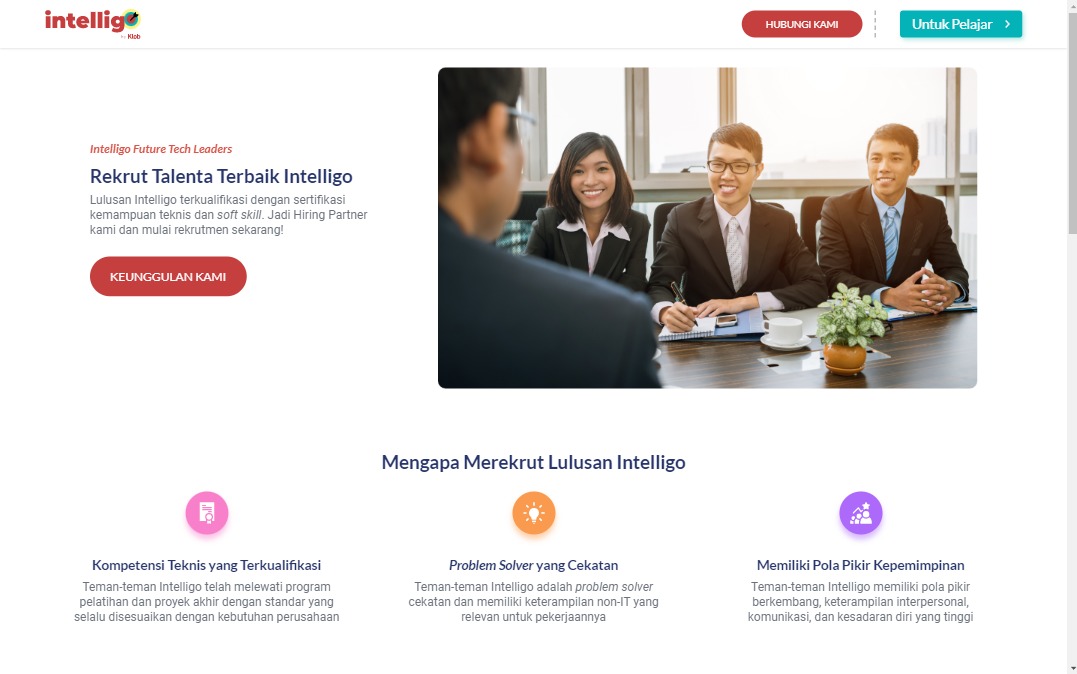 intelligo
by Klob
HUBUNGI KAMI
Untuk Pelajar
Intelligo Future Tech Leaders
Rekrut Talenta Terbaik Intelligo
Lulusan Intelligo terkualifikasi dengan sertifikasi
kemampuan teknis dan soft skill. Jadi Hiring Partner
kami dan mulai rekrutmen sekarang!
KEUNGGULAN KAMI
Mengapa Merekrut Lulusan Intelligo
Kompetensi Teknis yang Terkualifikasi
Teman-teman Intelligo telah melewati program
pelatihan dan proyek akhir dengan standar yang
selalu disesuaikan dengan kebutuhan perusahaan
Problem Solver yang Cekatan
Teman-teman Intelligo adalah problem solver
cekatan dan memiliki keterampilan non-IT yang
relevan untuk pekerjaannya
Memiliki Pola Pikir Kepemimpinan
Teman-teman Intelligo memiliki pola pikir
berkembang, keterampilan interpersonal,
komunikasi, dan kesadaran diri yang tinggi